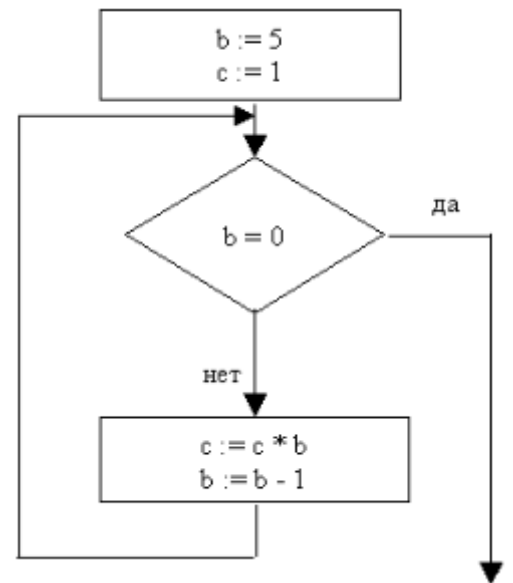 b := 5
c := 1
да
b = 0
нет
c := c * b
b := b - 1